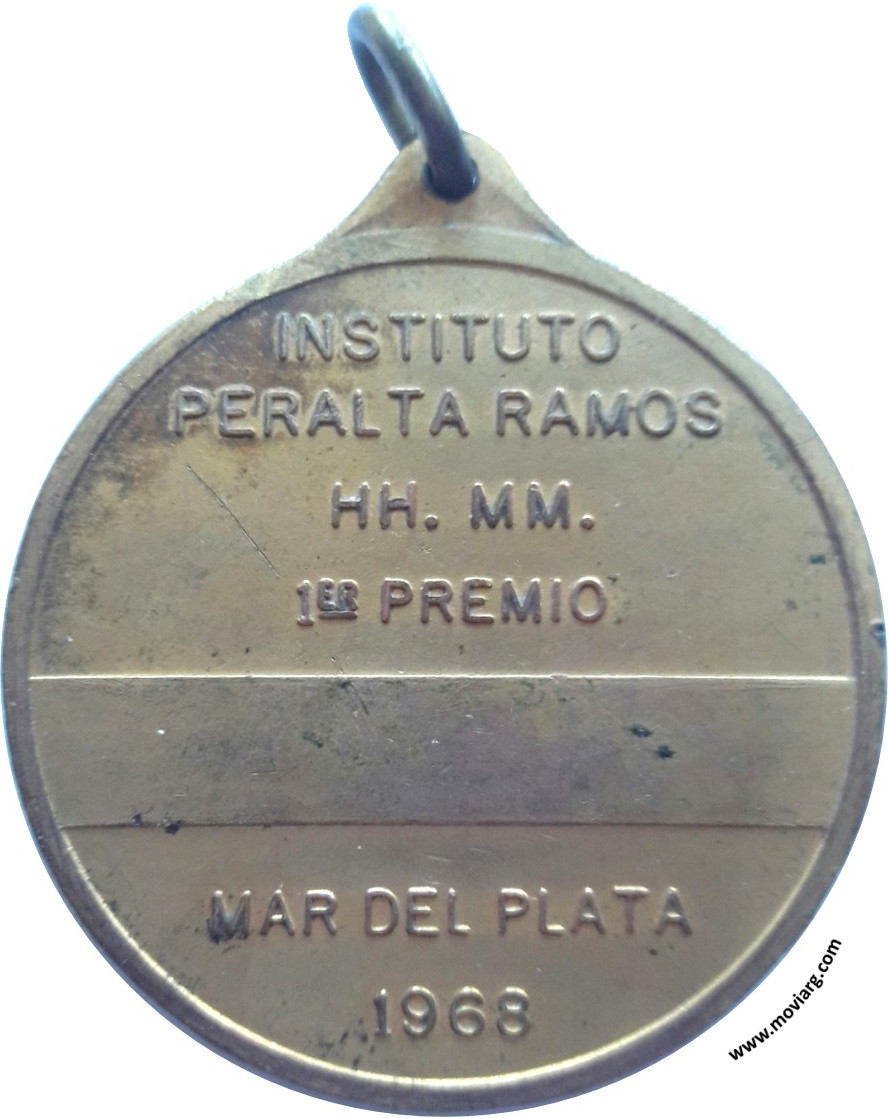 INSTITUTO
PERALTA RAMOS
HH. MM.
1ER PREMIO
MAR DEL PLATA
1968
www.moviarg.com